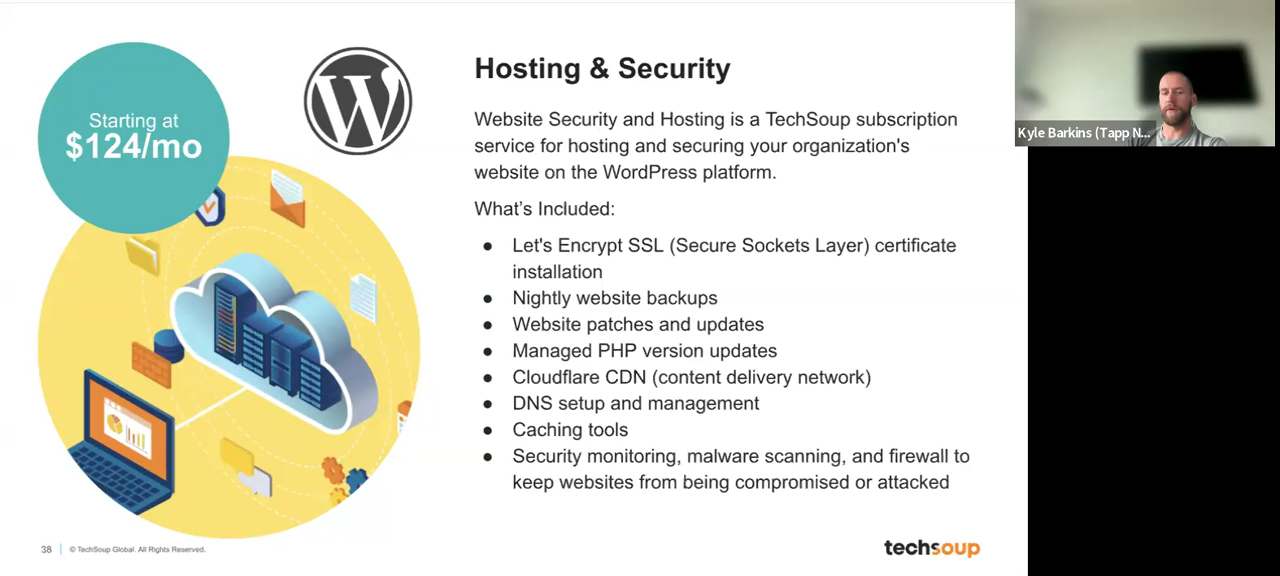 Starting at
$124/mo
Hosting & Security
Website Security and Hosting is a TechSoup subscription
service for hosting and securing your organization's
website on the WordPress platform.
What's Included:
● Let's Encrypt SSL (Secure Sockets Layer) certificate
installation
● Nightly website backups
● Website patches and updates
● Managed PHP version updates
● Cloudflare CDN (content delivery network)
● DNS setup and management
● Caching tools
● Security monitoring, malware scanning, and firewall to
keep websites from being compromised or attacked
38 | © TechSoup Global. All Rights Reserved.
techsoup
Kyle Barkins (Tapp N...